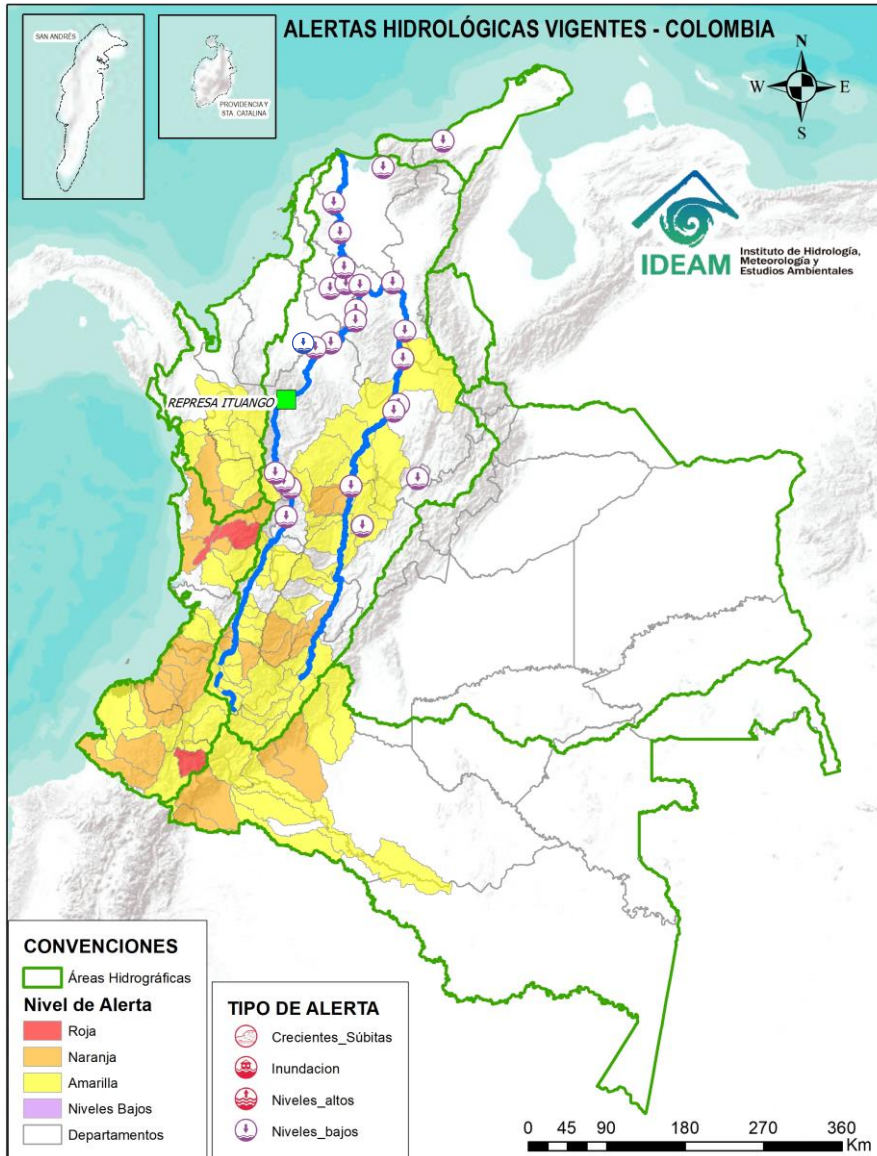 ALERTAS HIDROLÓGICAS VIGENTES - COLOMBIA
SAN ANDRÉS
PROVIDENCIA Y
STA. CATALINA
N
W
E
S
IDEAM
Instituto de Hidrología,
Meteorología y
Estudios Ambientales
REPRESA ITUANGO
CONVENCIONES
Áreas Hidrográficas
Nivel de Alerta
Roja
Naranja
Amarilla
Niveles Bajos
Departamentos
TIPO DE ALERTA
Crecientes_Súbitas
Inundacion
Niveles_altos
Niveles_bajos
0 45 90 180 270 360
Km